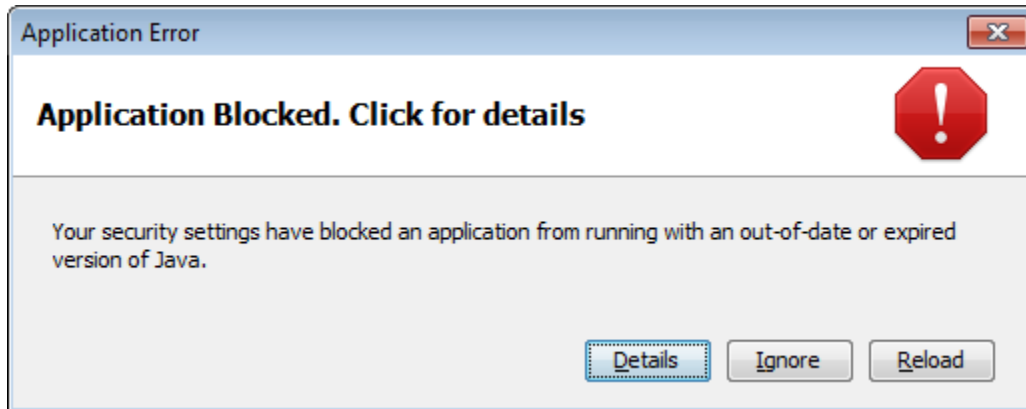 Application Error
Application Blocked. Click for details
Your security settings have blocked an application from running with an out-of-date or expired
version of Java.
Details Ignore Reload